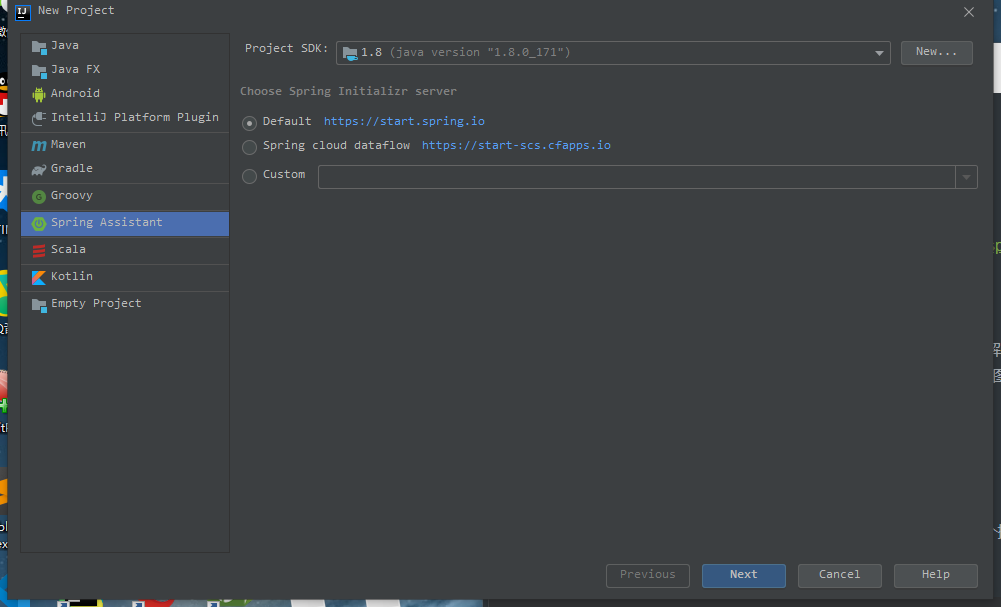 New Project
Java
Java FX
Android
IntelliJ Platform Plugin
Maven
Gradle
Groovy
Spring Assistant
Scala
Kotlin
Empty Project
Project SDK: 1.8 (java version "1.8.0_171") New...
Choose Spring Initializr server
Default https://start.spring.io
Spring cloud dataflow https://start-scs.cfapps.io
Custom
Previous Next Cancel Help